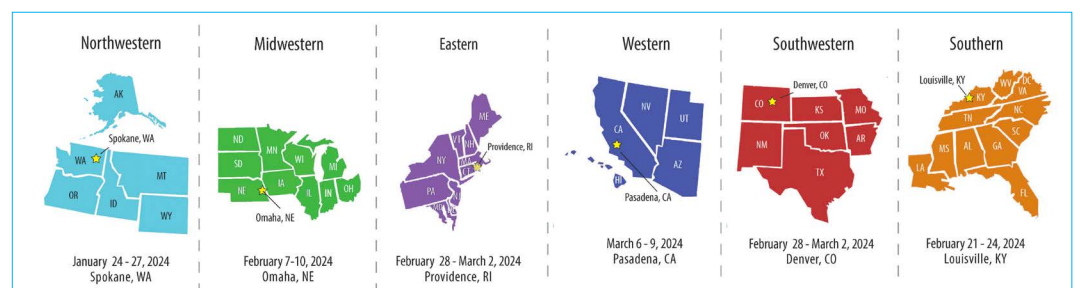 Northwestern
AK
Spokane, WA
WA
MT
OR
ID
WY
January 24 - 27, 2024
Spokane, WA
Midwestern
ND
MN
SD
WI
MI
NE
IA
IL
IN
OH
Omaha, NE
February 7-10, 2024
Omaha, NE
Eastern
ME
VT
NH
Providence, RI
NY
MA
CT
PA
February 28 - March 2, 2024
Providence, RI
Western
NV
UT
CA
AZ
HI
Pasadena, CA
March 6 - 9, 2024
Pasadena, CA
Southwestern
Denver, CO
CO
KS
MO
OK
AR
NM
TX
February 28 - March 2, 2024
Denver, CO
Southern
Louisville, KY
WV
DC
KY
VA
NC
TN
SC
MS
AL
GA
LA
FL
February 21 - 24, 2024
Louisville, KY